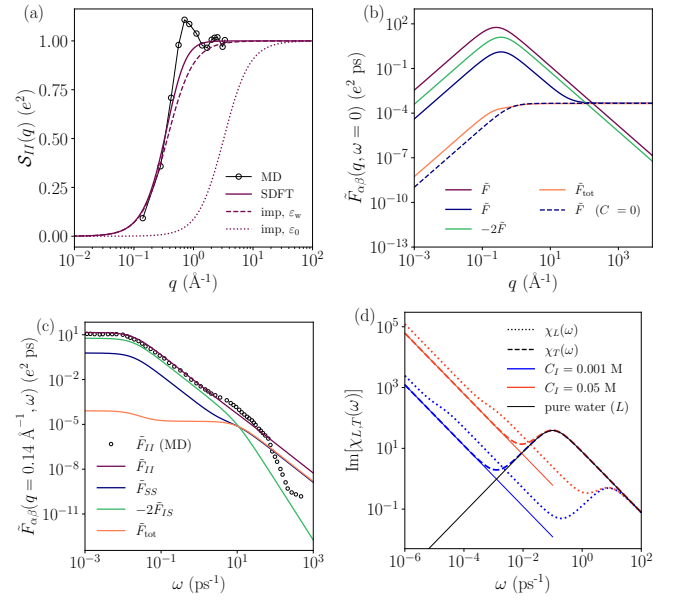 (a)
S_{II}(q) (e^2)
1.00
0.75
0.50
0.25
0.00
MD
SDFT
imp, ε_w
imp, ε_0
10^{−2} 10^{−1} 10^0 10^1 10^2
q (Å^{-1})
(b)
F̃_{αβ}(q, ω = 0) (e^2 ps)
10^2
10^{−1}
10^{−4}
10^{−7}
10^{−10}
10^{−13}
F̃
F̃
−2F̃
F̃_{tot}
F̃ (C = 0)
10^{−3} 10^{−1} 10^1 10^3
q (Å^{-1})
(c)
F̃_{αβ}(q = 0.14 Å^{−1}, ω) (e^2 ps)
10^1
10^{−2}
10^{−5}
10^{−8}
10^{−11}
F̃_{II} (MD)
F̃_{II}
F̃_{SS}
−2F̃_{IS}
F̃_{tot}
10^{−3} 10^{−1} 10^1 10^3
ω (ps^{-1})
(d)
Im[χ_{L,T}(ω)]
10^5
10^3
10^1
10^{−1}
χ_L(ω)
χ_T(ω)
C_I = 0.001 M
C_I = 0.05 M
pure water (L)
10^{−6} 10^{−4} 10^{−2} 10^0 10^2
ω (ps^{-1})